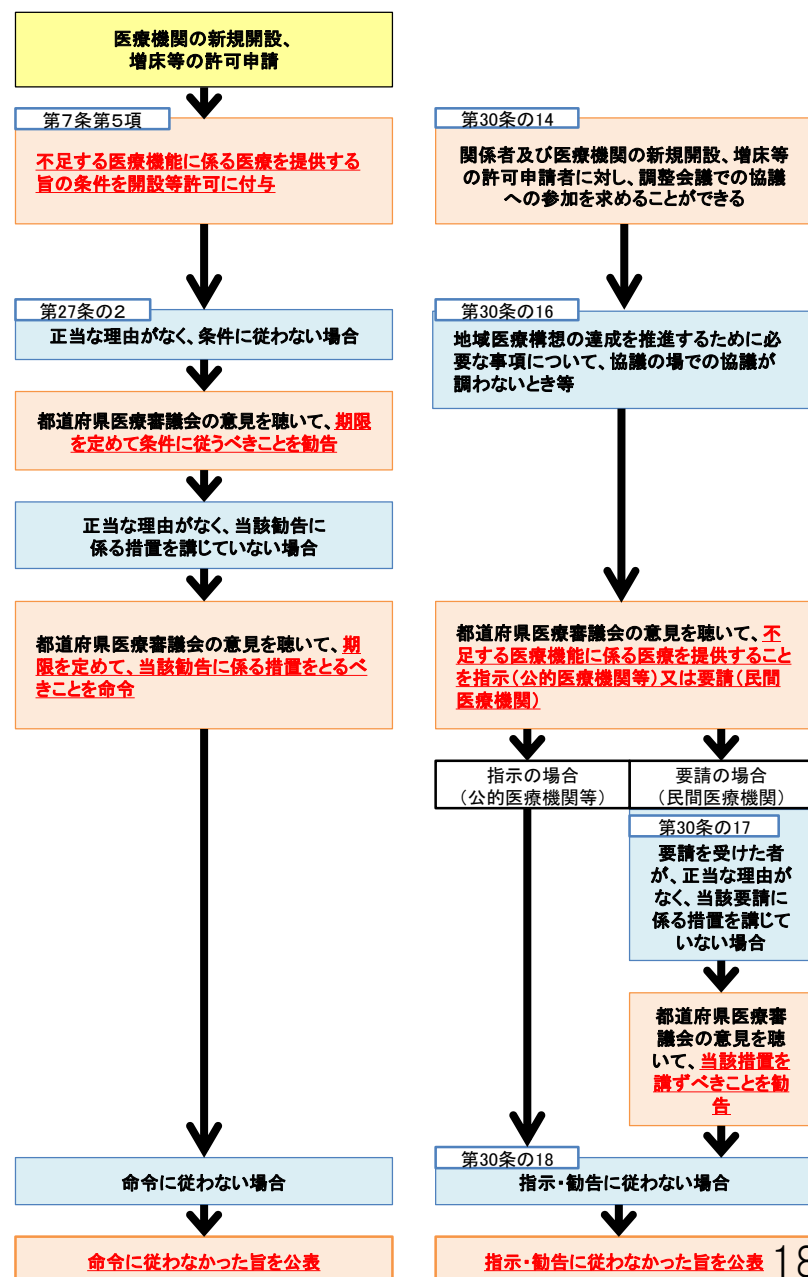 医療機関の新規開設、
増床等の許可申請
第7条第5項
不足する医療機能に係る医療を提供する
旨の条件を開設等許可に付与
第27条の2
正当な理由がなく、条件に従わない場合
都道府県医療審議会の意見を聴いて、期限
を定めて条件に従うべきことを勧告
正当な理由がなく、当該勧告に
係る措置を講じていない場合
都道府県医療審議会の意見を聴いて、期
限を定めて、当該勧告に係る措置をとるべ
きことを命令
命令に従わない場合
命令に従わなかった旨を公表
第30条の14
関係者及び医療機関の新規開設、増床等
の許可申請者に対し、調整会議での協議
への参加を求めることができる
第30条の16
地域医療構想の達成を推進するために必
要な事項について、協議の場での協議が
調わないとき等
都道府県医療審議会の意見を聴いて、不
足する医療機能に係る医療を提供すること
を指示(公的医療機関等)又は要請(民間
医療機関)
指示の場合
(公的医療機関等)
要請の場合
(民間医療機関)
第30条の17
要請を受けた者
が、正当な理由が
なく、当該要請に
係る措置を講じて
いない場合
都道府県医療審
議会の意見を聴
いて、当該措置を
講ずべきことを勧
告
第30条の18
指示・勧告に従わない場合
指示・勧告に従わなかった旨を公表
18